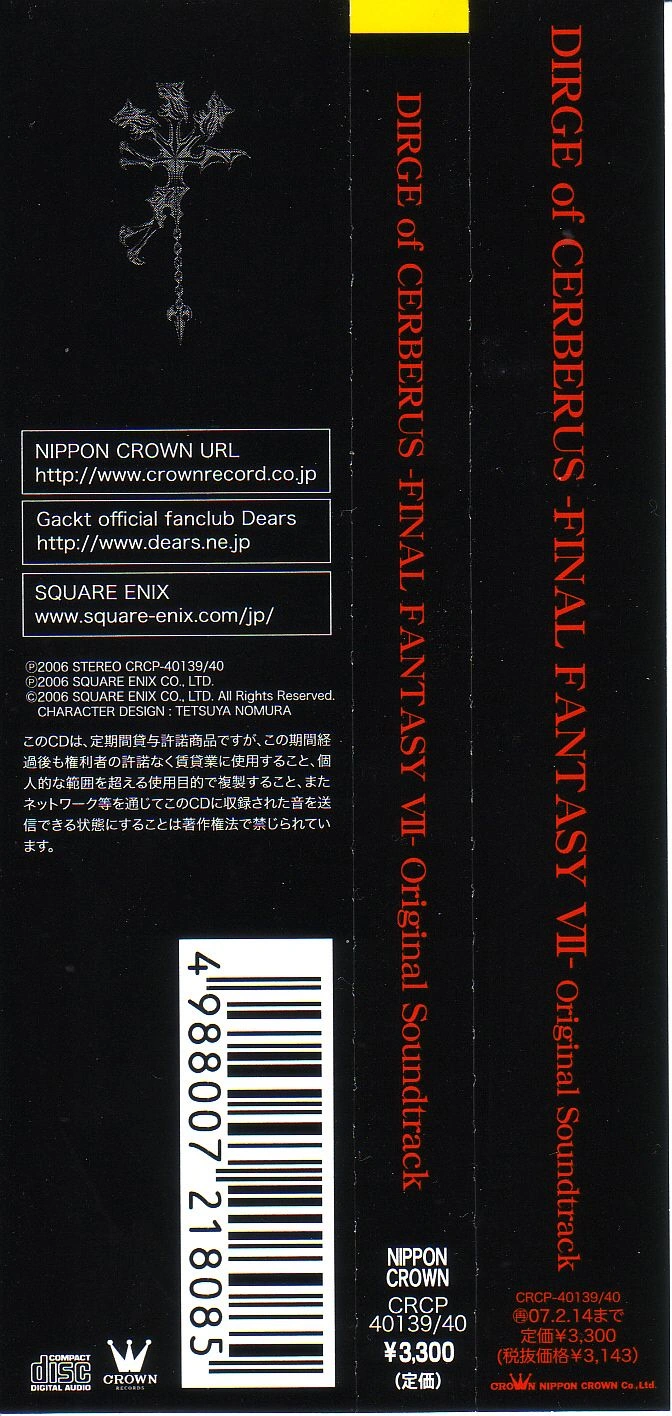 NIPPON CROWN URL
http://www.crownrecord.co.jp
Gackt official fanclub Dears
http://www.dears.ne.jp
SQUARE ENIX
www.square-enix.com/jp/
Ⓟ2006 STEREO CRCP-40139/40
Ⓟ2006 SQUARE ENIX CO., LTD.
©2006 SQUARE ENIX CO., LTD. All Rights Reserved.
CHARACTER DESIGN : TETSUYA NOMURA
このCDは、定期間貸与許諾商品ですが、この期間経
過後も権利者の許諾なく賃貸業に使用すること、個
人的な範囲を超える使用目的で複製すること、また
ネットワーク等を通じてこのCDに収録された音を送
信できる状態にすることは著作権法で禁じられてい
ます。
4 988007 218085
COMPACT
disc
DIGITAL AUDIO
CROWN
RECORDS
DIRGE of CERBERUS -FINAL FANTASY VII- Original Soundtrack
NIPPON
CROWN
CRCP
40139/40
¥3,300
(定価)
DIRGE of CERBERUS -FINAL FANTASY VII- Original Soundtrack
CRCP-40139/40
㊢07.2.14まで
定価¥3,300
(税抜価格¥3,143)
CROWN NIPPON CROWN Co.,Ltd.